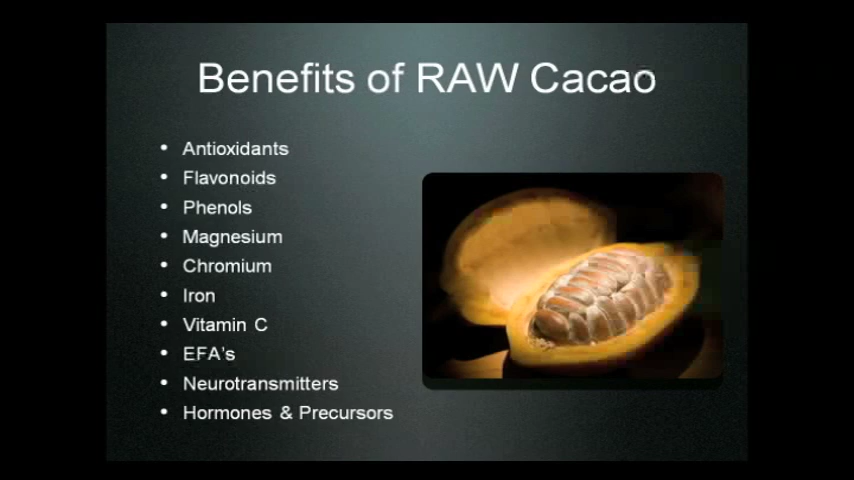 Benefits of RAW Cacao
• Antioxidants
• Flavonoids
• Phenols
• Magnesium
• Chromium
• Iron
• Vitamin C
• EFA's
• Neurotransmitters
• Hormones & Precursors